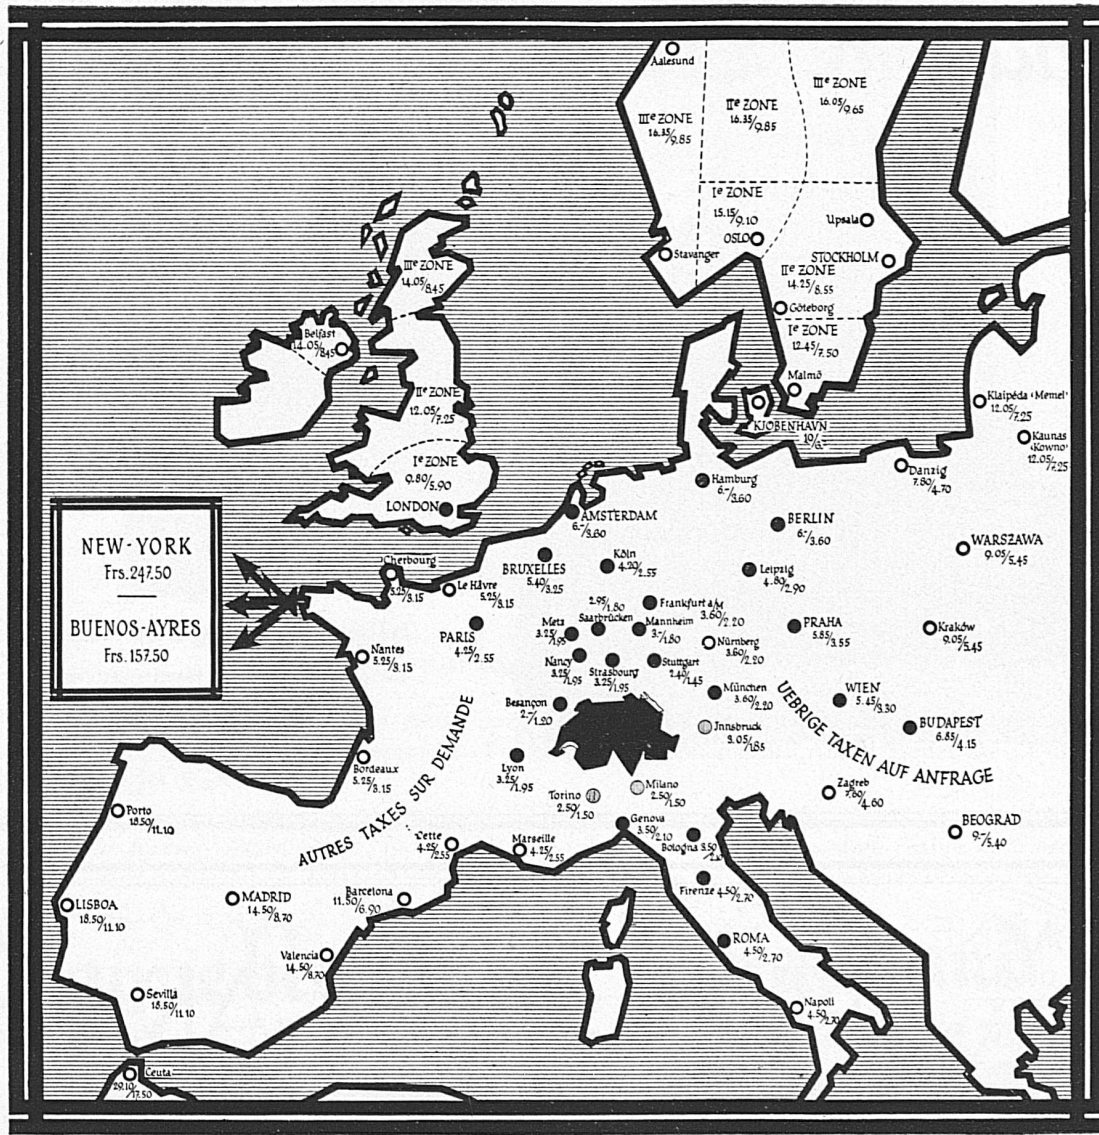 Aalesund
IIIe ZONE
16.05/9.65
IIe ZONE
16.35/9.85
IIIe ZONE
16.35/9.85
Ie ZONE
15.15/9.10
OSLO
Upsala
Stavanger
STOCKHOLM
IIe ZONE
14.25/8.55
Göteborg
Ie ZONE
12.45/7.50
Malmö
KJOBENHAVN
10/6.-
IIIe ZONE
14.05/8.45
Belfast
14.05/8.45
IIe ZONE
12.05/7.25
Ie ZONE
9.80/5.90
LONDON
Klaipéda (Memel)
12.05/7.25
Kaunas
(Kowno)
12.05/7.25
Danzig
7.80/4.70
Hamburg
6.-/3.60
AMSTERDAM
6.-/3.60
BERLIN
6.-/3.60
WARSZAWA
9.05/5.45
NEW-YORK
Frs. 247.50
BUENOS-AYRES
Frs. 157.50
Cherbourg
5.25/3.15
Le Hâvre
5.25/3.15
BRUXELLES
5.40/3.25
Köln
4.20/2.55
Leipzig
4.80/2.90
2.95/1.80
Saarbrücken
Frankfurt a/M
3.60/2.20
Metz
3.25/1.95
Mannheim
3.-/1.80
PARIS
4.25/2.55
Nürnberg
3.60/2.20
PRAHA
5.85/3.55
Kraków
9.05/5.45
Nantes
5.25/3.15
Nancy
3.25/1.95
Strasbourg
3.25/1.95
Stuttgart
2.40/1.45
München
3.60/2.20
WIEN
5.45/3.30
Besançon
2.-/1.20
Innsbruck
3.05/1.85
BUDAPEST
6.85/4.15
UEBRIGE TAXEN AUF ANFRAGE
AUTRES TAXES SUR DEMANDE
Bordeaux
5.25/3.15
Lyon
3.25/1.95
Torino
2.50/1.50
Milano
2.50/1.50
Zagreb
7.60/4.60
Porto
18.50/11.10
Genova
3.50/2.10
BEOGRAD
9.-/5.40
Cette
4.25/2.55
Marseille
4.25/2.55
Bologna 3.50
Firenze 4.50/2.70
LISBOA
18.50/11.10
MADRID
14.50/8.70
Barcelona
11.50/6.90
ROMA
4.50/2.70
Valencia
14.50/8.70
Sevilla
18.50/11.10
Napoli
4.50/2.70
Ceuta
29.10/17.50